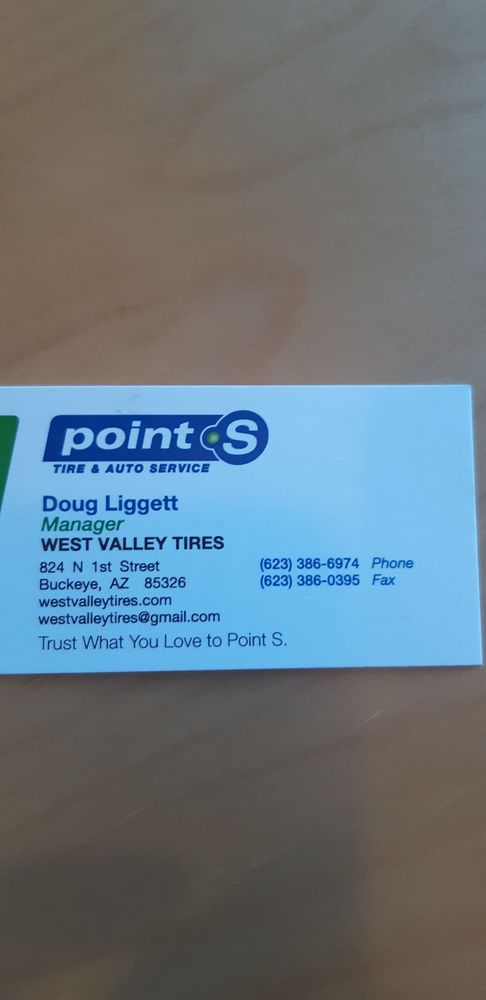 point S
TIRE & AUTO SERVICE
Doug Liggett
Manager
WEST VALLEY TIRES
824 N 1st Street
Buckeye, AZ 85326
westvalleytires.com
westvalleytires@gmail.com
(623) 386-6974 Phone
(623) 386-0395 Fax
Trust What You Love to Point S.